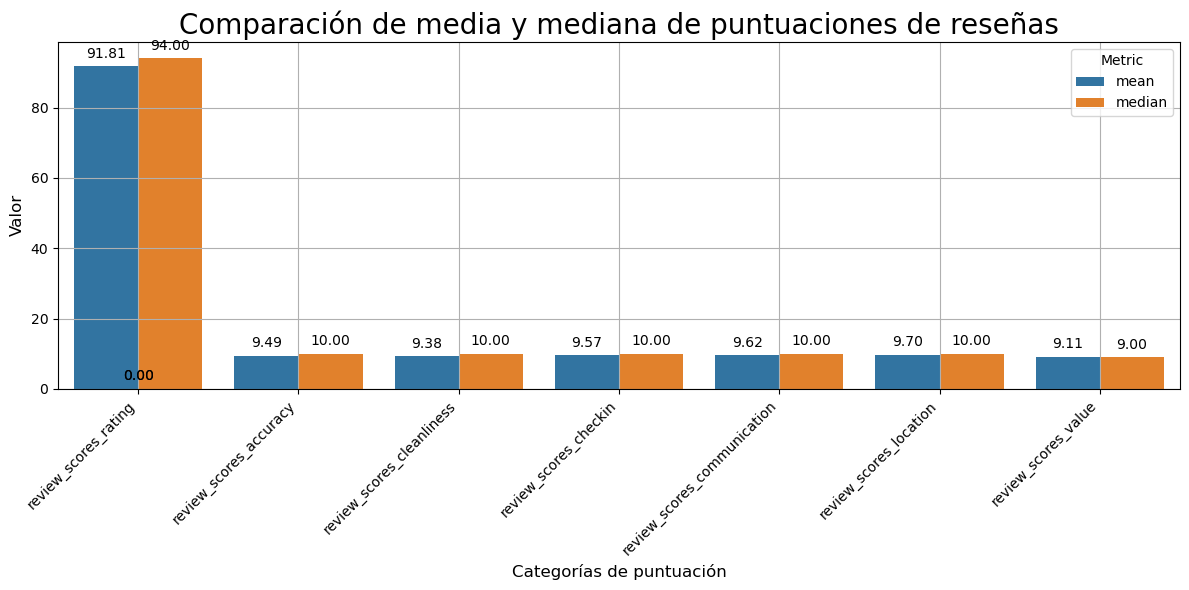 Comparación de media y mediana de puntuaciones de reseñas
Metric
mean
median
Valor
80
60
40
20
0
91.81
94.00
0.00
9.49
10.00
9.38
10.00
9.57
10.00
9.62
10.00
9.70
10.00
9.11
9.00
review_scores_rating
review_scores_accuracy
review_scores_cleanliness
review_scores_checkin
review_scores_communication
review_scores_location
review_scores_value
Categorías de puntuación